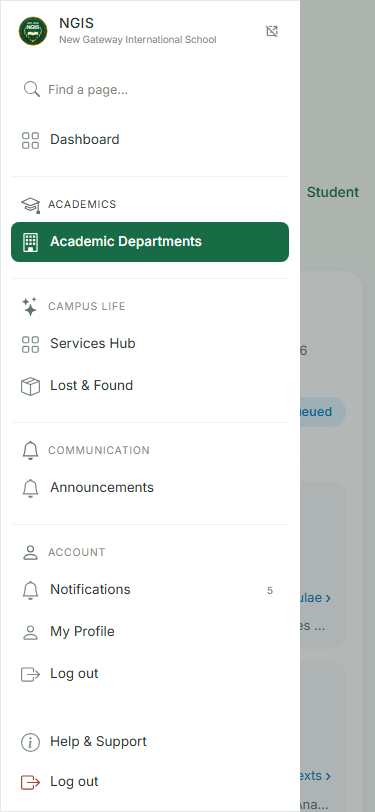 NGIS
New Gateway International School
Find a page...
Dashboard
Student
ACADEMICS
Academic Departments
CAMPUS LIFE
Services Hub
6
Lost & Found
COMMUNICATION
Announcements
ACCOUNT
Notifications 5
My Profile
Log out
Help & Support
Log out